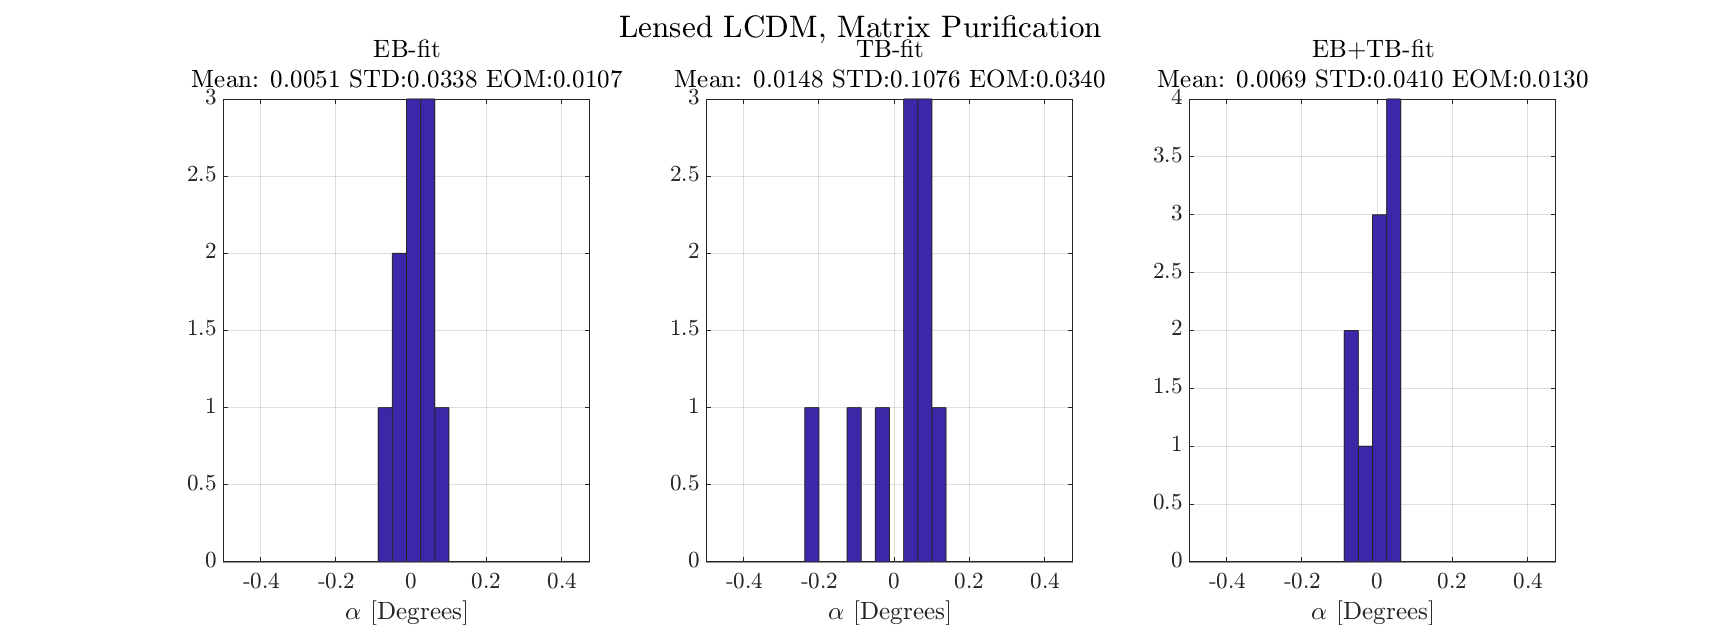 Lensed LCDM, Matrix Purification
EB-fit
Mean: 0.0051 STD:0.0338 EOM:0.0107
3
2.5
2
1.5
1
0.5
0
-0.4 -0.2 0 0.2 0.4
α [Degrees]
TB-fit
Mean: 0.0148 STD:0.1076 EOM:0.0340
3
2.5
2
1.5
1
0.5
0
-0.4 -0.2 0 0.2 0.4
α [Degrees]
EB+TB-fit
Mean: 0.0069 STD:0.0410 EOM:0.0130
4
3.5
3
2.5
2
1.5
1
0.5
0
-0.4 -0.2 0 0.2 0.4
α [Degrees]